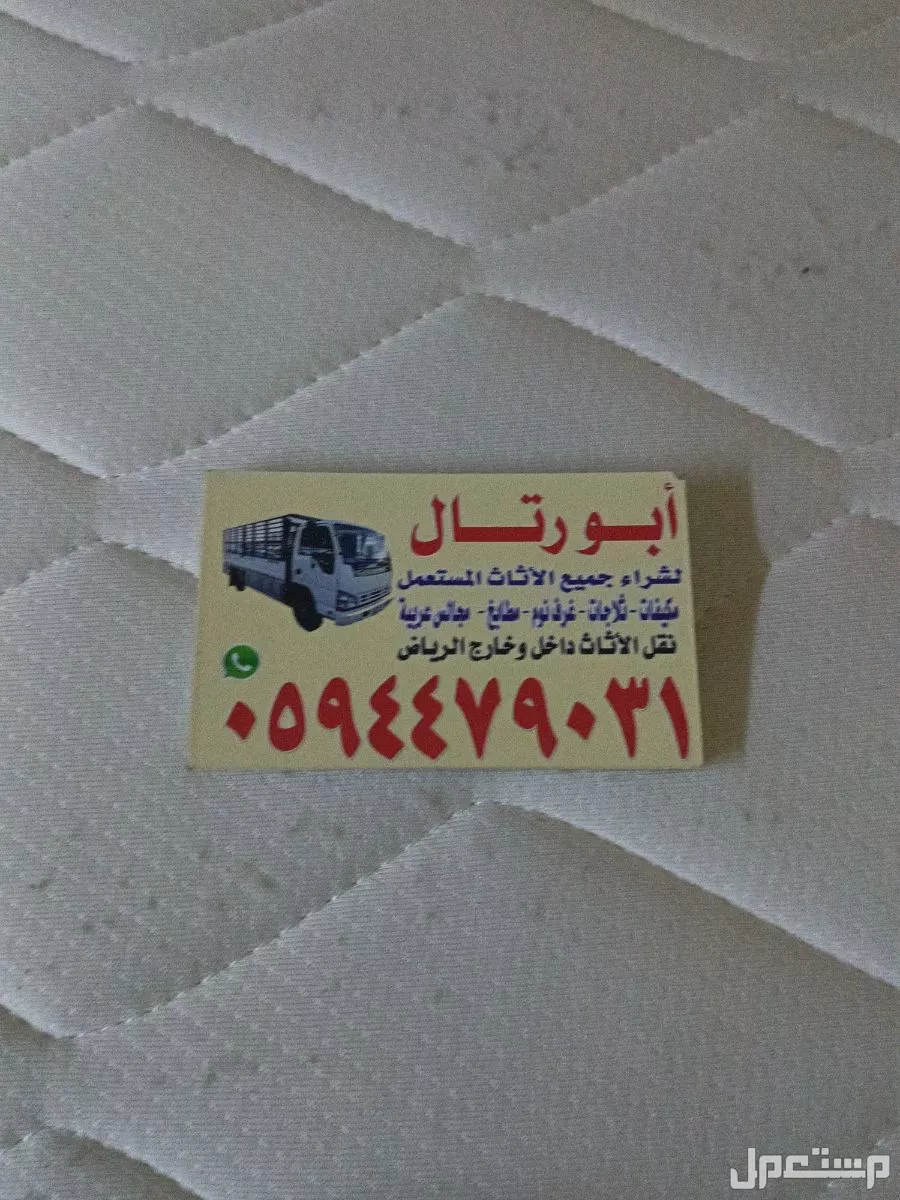 أبو رتال
لشراء جميع الأثاث المستعمل
مكيفات - ثلاجات - غرف نوم - مطابخ - مجالس عربية
نقل الأثاث داخل وخارج الرياض
٠٥٩٤٤٧٩٠٣١
مستعمل